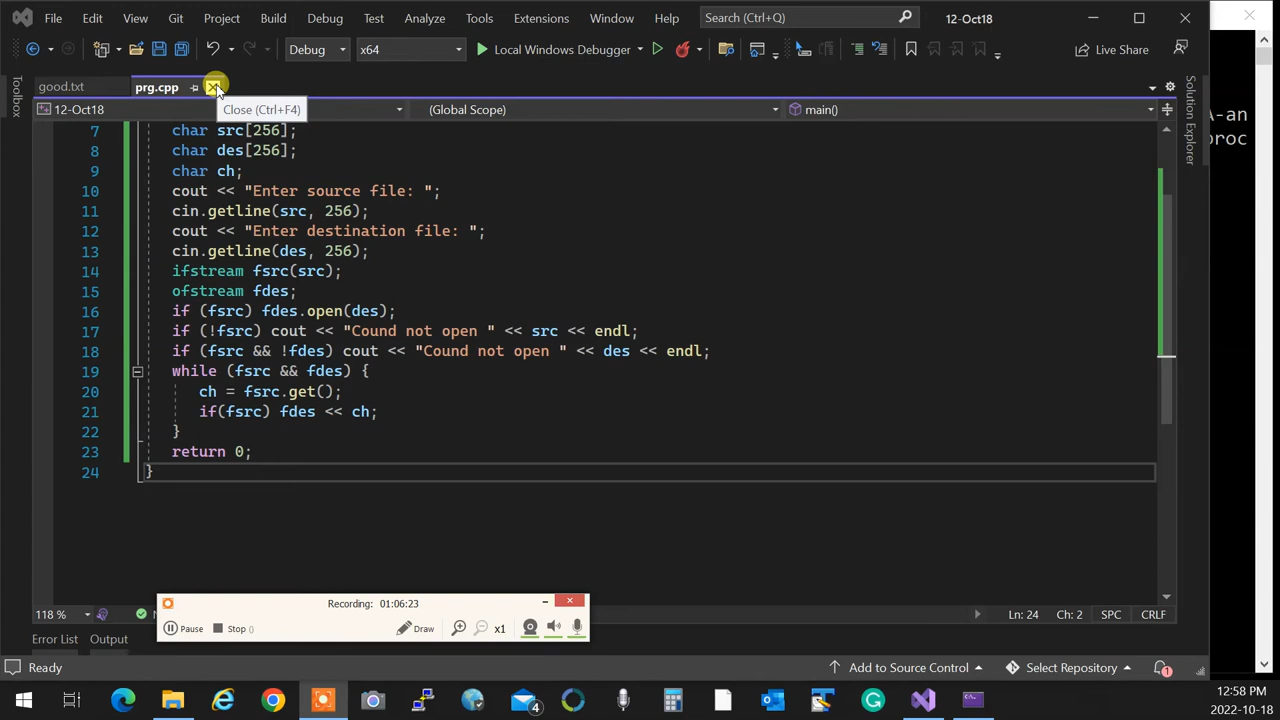 File Edit View Git Project Build Debug Test Analyze Tools Extensions Window Help Search (Ctrl+Q) 12-Oct18
Debug x64 Local Windows Debugger Live Share
good.txt prg.cpp
Close (Ctrl+F4)
12-Oct18 (Global Scope) main()
Toolbox
Solution Explorer
7 char src[256];
8 char des[256];
9 char ch;
10 cout << "Enter source file: ";
11 cin.getline(src, 256);
12 cout << "Enter destination file: ";
13 cin.getline(des, 256);
14 ifstream fsrc(src);
15 ofstream fdes;
16 if (fsrc) fdes.open(des);
17 if (!fsrc) cout << "Cound not open " << src << endl;
18 if (fsrc && !fdes) cout << "Cound not open " << des << endl;
19 while (fsrc && fdes) {
20 ch = fsrc.get();
21 if(fsrc) fdes << ch;
22 }
23 return 0;
24 }
A-an
proc
Recording: 01:06:23
Pause Stop () Draw x1
118 % Ln: 24 Ch: 2 SPC CRLF
Error List Output
Ready Add to Source Control Select Repository 1
4
12:58 PM
2022-10-18